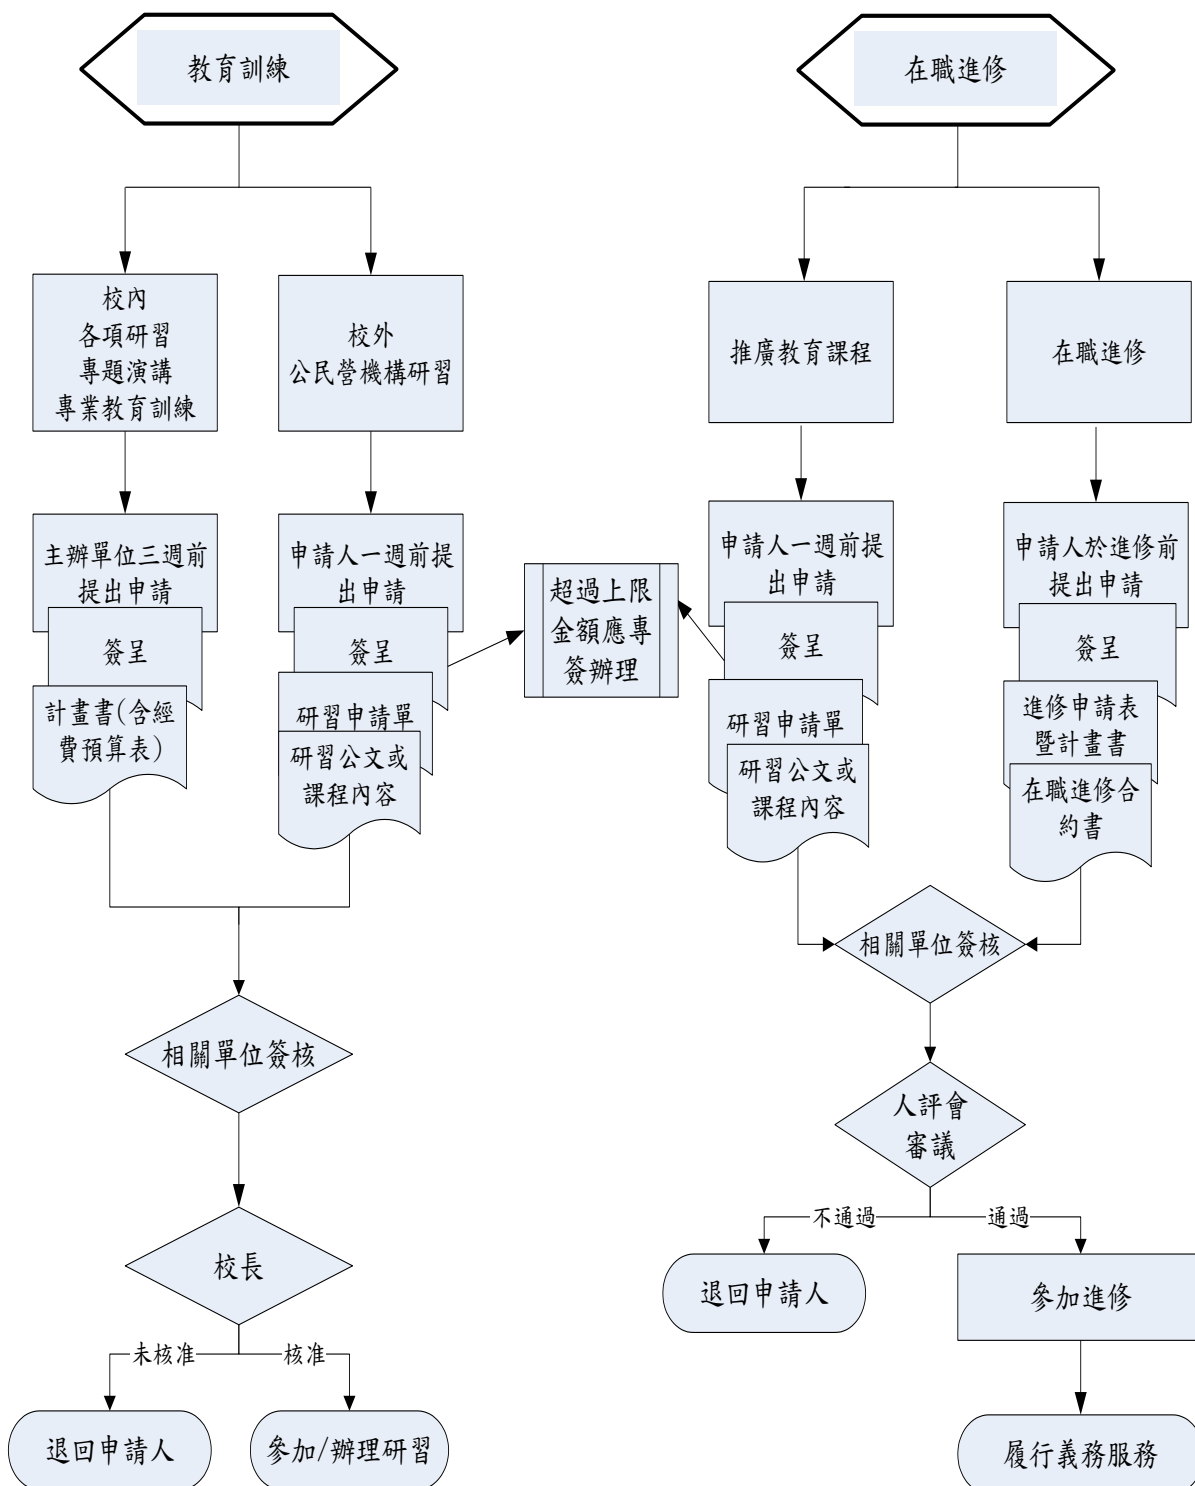 教育訓練
在職進修
校內
各項研習
專題演講
專業教育訓練
校外
公民營機構研習
推廣教育課程
在職進修
主辦單位三週前
提出申請
簽呈
計畫書(含經
費預算表)
申請人一週前提
出申請
簽呈
研習申請單
研習公文或
課程內容
超過上限
金額應專
簽辦理
申請人一週前提
出申請
簽呈
研習申請單
研習公文或
課程內容
申請人於進修前
提出申請
簽呈
進修申請表
暨計畫書
在職進修合
約書
相關單位簽核
相關單位簽核
人評會
審議
不通過
通過
校長
退回申請人
參加進修
未核准
核准
退回申請人
參加/辦理研習
履行義務服務